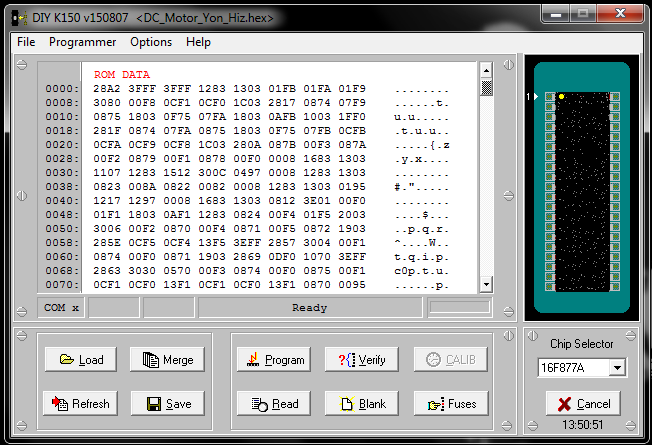 DIY K150 v150807 <DC_Motor_Yon_Hiz.hex>
File Programmer Options Help
ROM DATA
0000: 28A2 3FFF 3FFF 1283 1303 01FB 01FA 01F9
0008: 3080 00F8 0CF1 0CF0 1C03 2817 0874 07F9 ......t.
0010: 0875 1803 0F75 07FA 1803 0AFB 1003 1FF0 u.u.....
0018: 281F 0874 07FA 0875 1803 0F75 07FB 0CFB .tuu...
0020: 0CFA 0CF9 0CF8 1C03 280A 087B 00F3 087A .....{.z
0028: 00F2 0879 00F1 0878 00F0 0008 1683 1303 .y.x....
0030: 1107 1283 1512 300C 0497 0008 1283 1303
0038: 0823 008A 0822 0082 0008 1283 1303 0195 #.".....
0040: 1217 1297 0008 1683 1303 0812 3E01 00F0
0048: 01F1 1803 0AF1 1283 0824 00F4 01F5 2003 ....$...
0050: 3006 00F2 0870 00F4 0871 00F5 0872 1903 ..p.q.r.
0058: 285E 0CF5 0CF4 13F5 3EFF 2857 3004 00F1 ^....W..
0060: 0874 00F0 0871 1903 2869 0DF0 1070 3EFF t.qi.p.
0068: 2863 3030 0570 00F3 0874 00F0 0875 00F1 c0p.t.u.
0070: 0CF1 0CF0 13F1 0CF1 0CF0 13F1 0870 0095 ......p.
COM x Ready
Load Merge Program Verify CALIB
Refresh Save Read Blank Fuses
1
Chip Selector
16F877A
Cancel
13:50:51